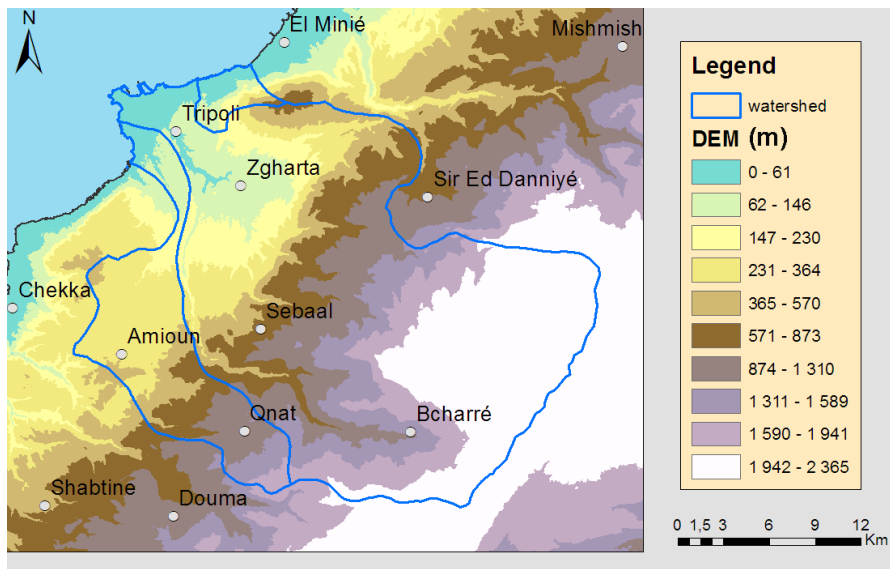 N
El Minié
Mishmish
Tripoli
Zgharta
Sir Ed Danniyé
Chekka
Sebaal
Amioun
Qnat
Bcharré
Shabtine
Douma
Legend
watershed
DEM (m)
0 - 61
62 - 146
147 - 230
231 - 364
365 - 570
571 - 873
874 - 1 310
1 311 - 1 589
1 590 - 1 941
1 942 - 2 365
0 1,5 3 6 9 12
Km